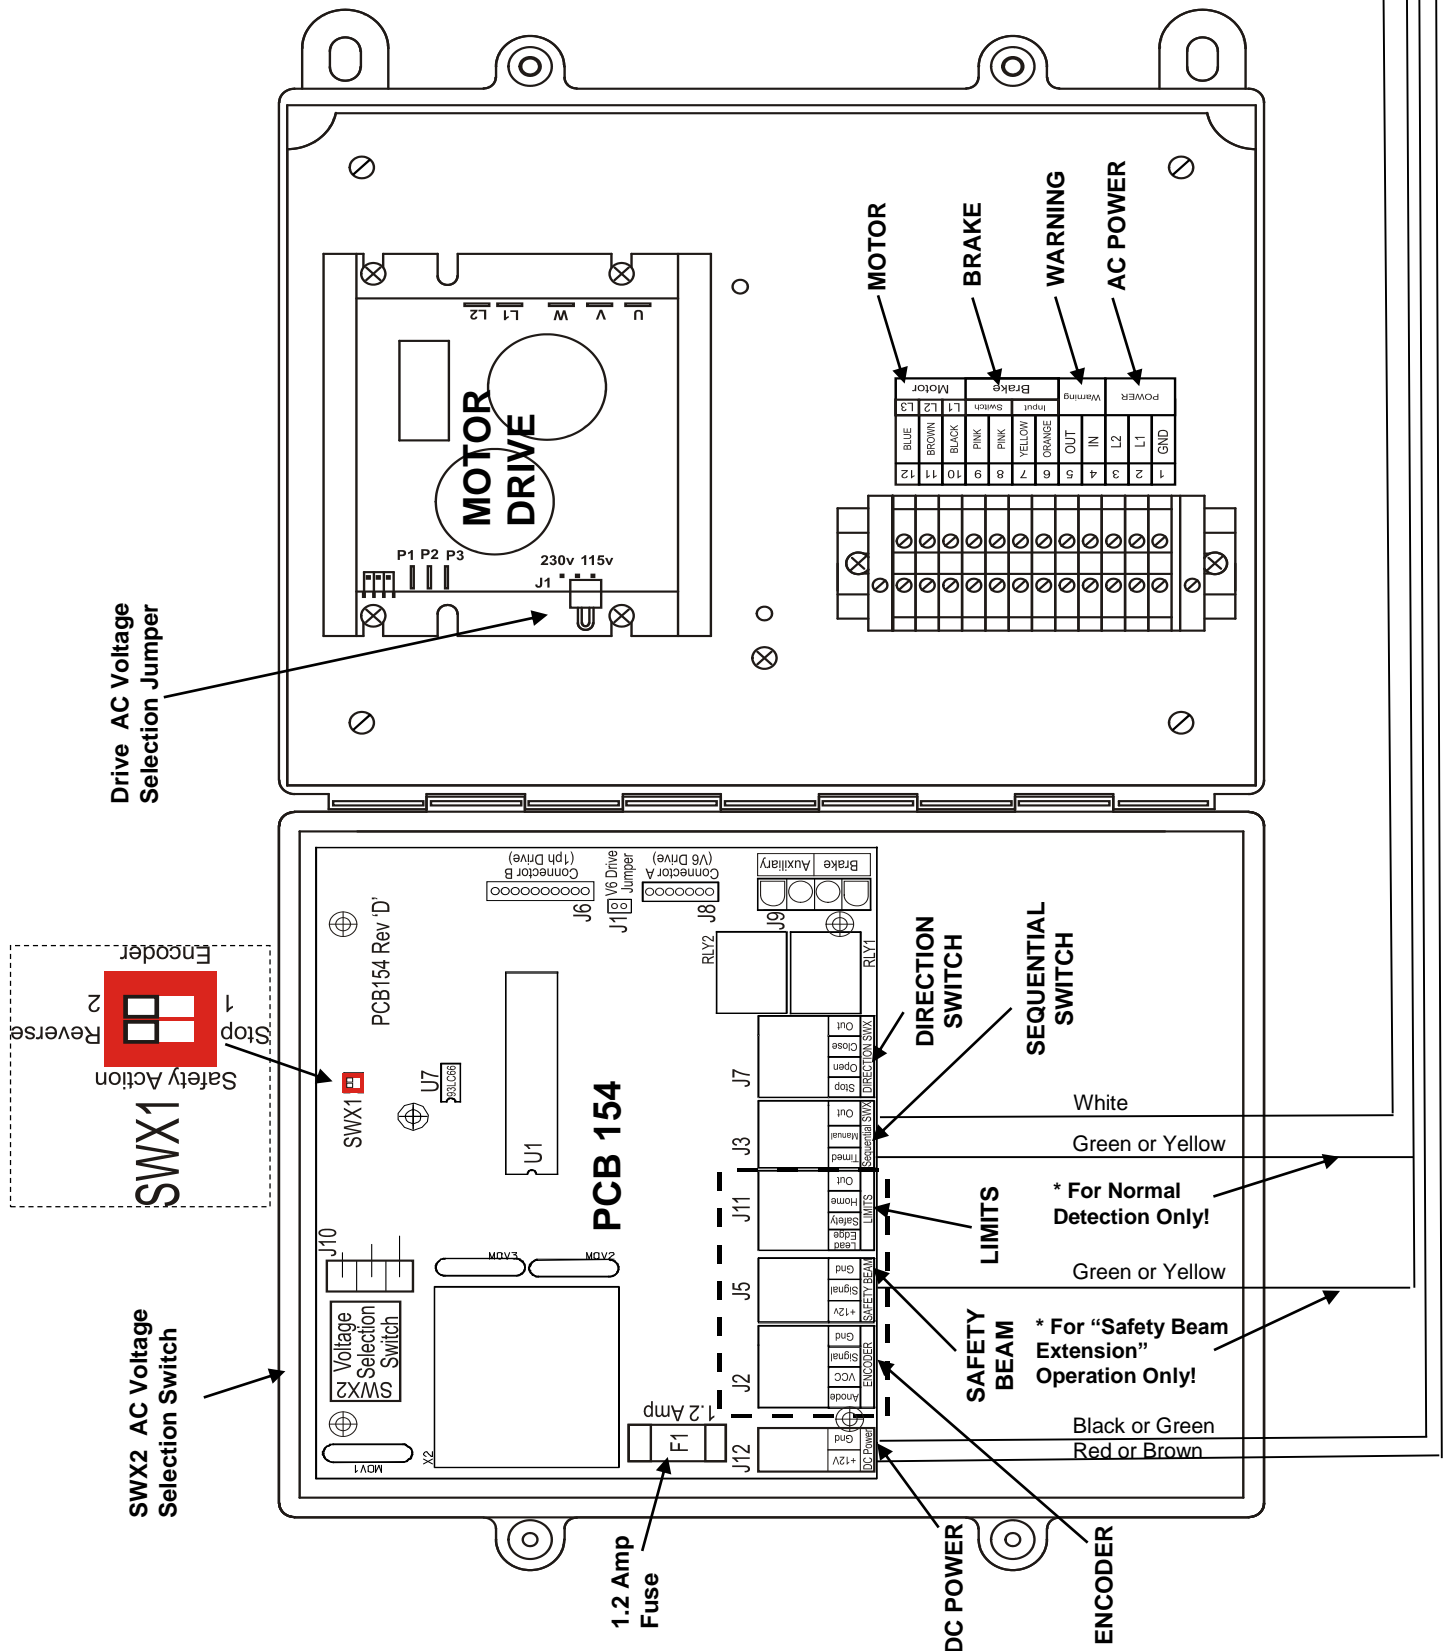 Drive AC Voltage
Selection Jumper
MOTOR
DRIVE
L2
L1
W
V
U
P1 P2 P3
230v 115v
J1
MOTOR
BRAKE
WARNING
AC POWER
Motor
Brake
Warning
POWER
L3
L2
L1
Switch
Input
BLUE
BROWN
BLACK
PINK
PINK
YELLOW
ORANGE
OUT
IN
L2
L1
GND
12
11
10
9
8
7
6
5
4
3
2
1
Encoder
2
1
Reverse
Stop
Safety Action
SWX1
PCB154 Rev 'D'
Connector B
(1ph Drive)
J6
V6 Drive
Jumper
J1
Connector A
(V6 Drive)
J8
Auxiliary
Brake
J9
RLY2
RLY1
SWX1
U7
93LC66
U1
PCB 154
J10
MOV3
MOV2
SWX2 Voltage
Selection
Switch
MOV1
X2
F1
1.2 Amp
J7
Out
Close
Open
Stop
DIRECTION SWX
J3
Out
Manual
Timed
Sequential SWX
J11
Out
Home
Safety
Lead
Edge
LIMITS
J5
Gnd
Signal
+12v
SAFETY BEAM
J2
Gnd
Signal
VCC
Anode
ENCODER
J12
Gnd
+12V
DC Power
SWX2 AC Voltage
Selection Switch
1.2 Amp
Fuse
DC POWER
ENCODER
SAFETY
BEAM
LIMITS
SEQUENTIAL
SWITCH
DIRECTION
SWITCH
White
Green or Yellow
* For Normal
Detection Only!
Green or Yellow
* For “Safety Beam
Extension”
Operation Only!
Black or Green
Red or Brown